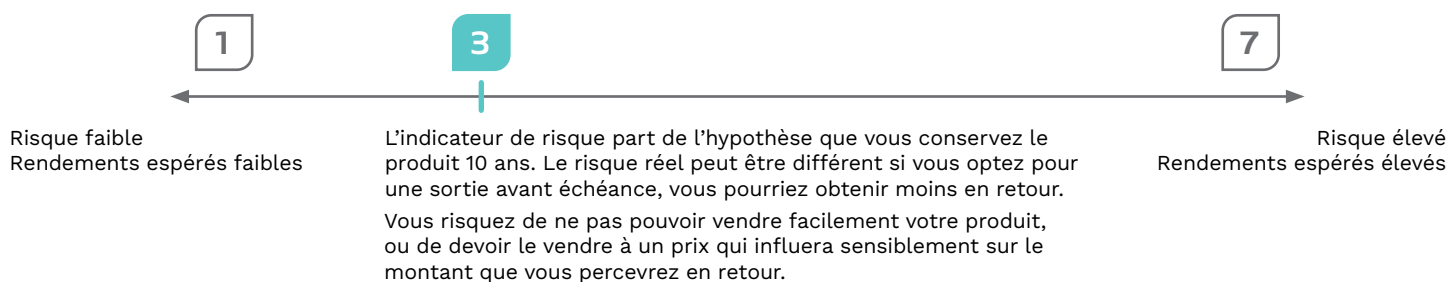 1
3
7
Risque faible
Rendements espérés faibles
L’indicateur de risque part de l’hypothèse que vous conservez le
produit 10 ans. Le risque réel peut être différent si vous optez pour
une sortie avant échéance, vous pourriez obtenir moins en retour.
Vous risquez de ne pas pouvoir vendre facilement votre produit,
ou de devoir le vendre à un prix qui influera sensiblement sur le
montant que vous percevrez en retour.
Risque élevé
Rendements espérés élevés